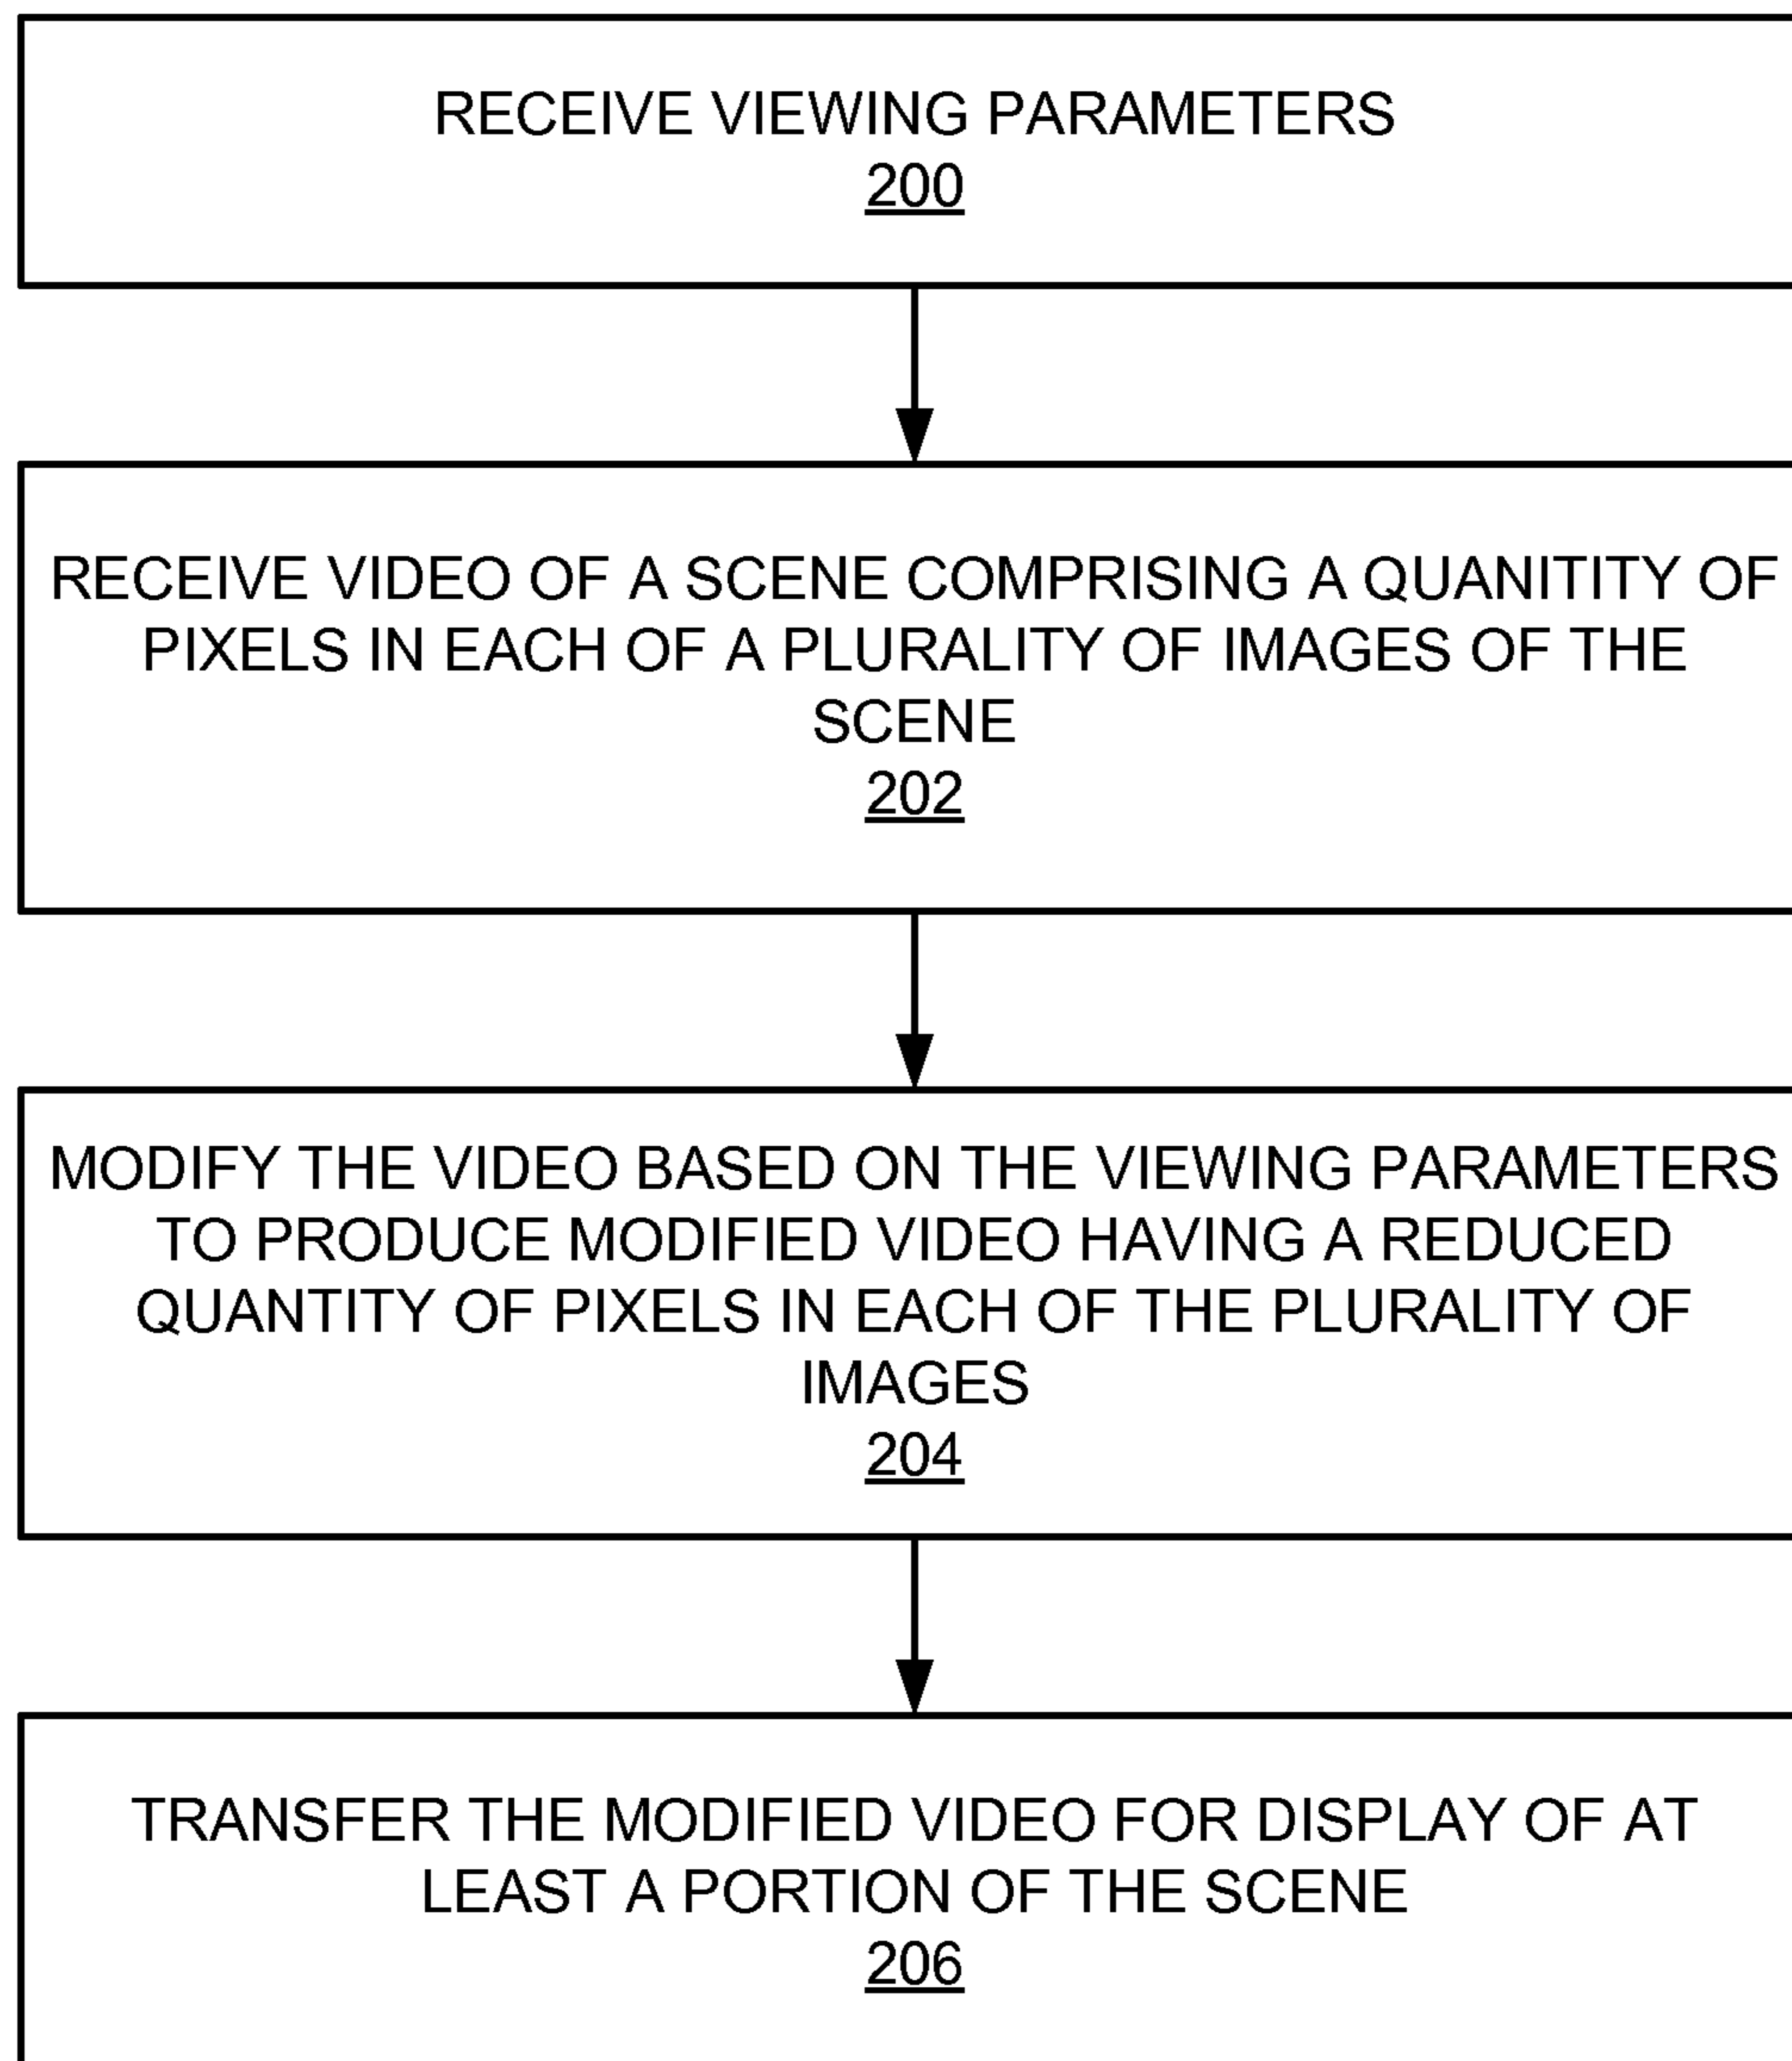 RECEIVE VIEWING PARAMETERS
200
RECEIVE VIDEO OF A SCENE COMPRISING A QUANITITY OF
PIXELS IN EACH OF A PLURALITY OF IMAGES OF THE
SCENE
202
MODIFY THE VIDEO BASED ON THE VIEWING PARAMETERS
TO PRODUCE MODIFIED VIDEO HAVING A REDUCED
QUANTITY OF PIXELS IN EACH OF THE PLURALITY OF
IMAGES
204
TRANSFER THE MODIFIED VIDEO FOR DISPLAY OF AT
LEAST A PORTION OF THE SCENE
206